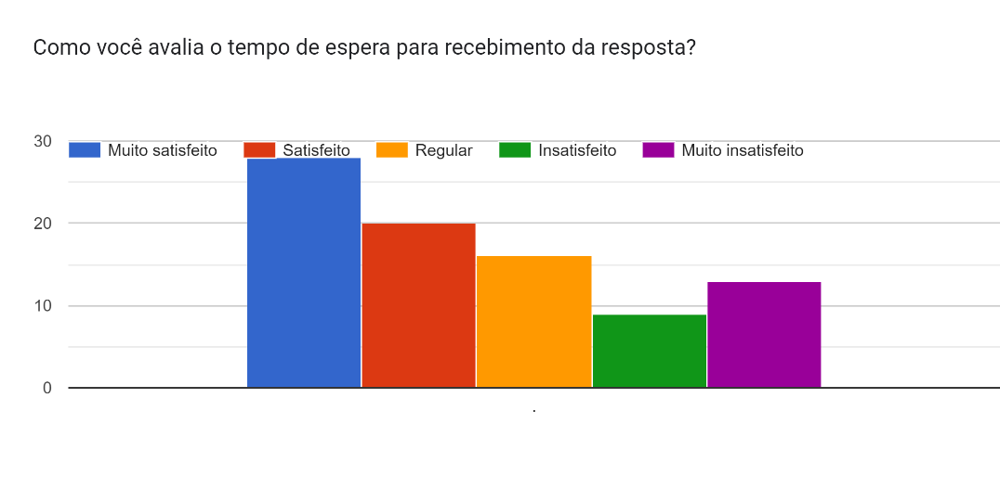 Como você avalia o tempo de espera para recebimento da resposta?
30
Muito satisfeito Satisfeito Regular Insatisfeito Muito insatisfeito
20
10
0
.